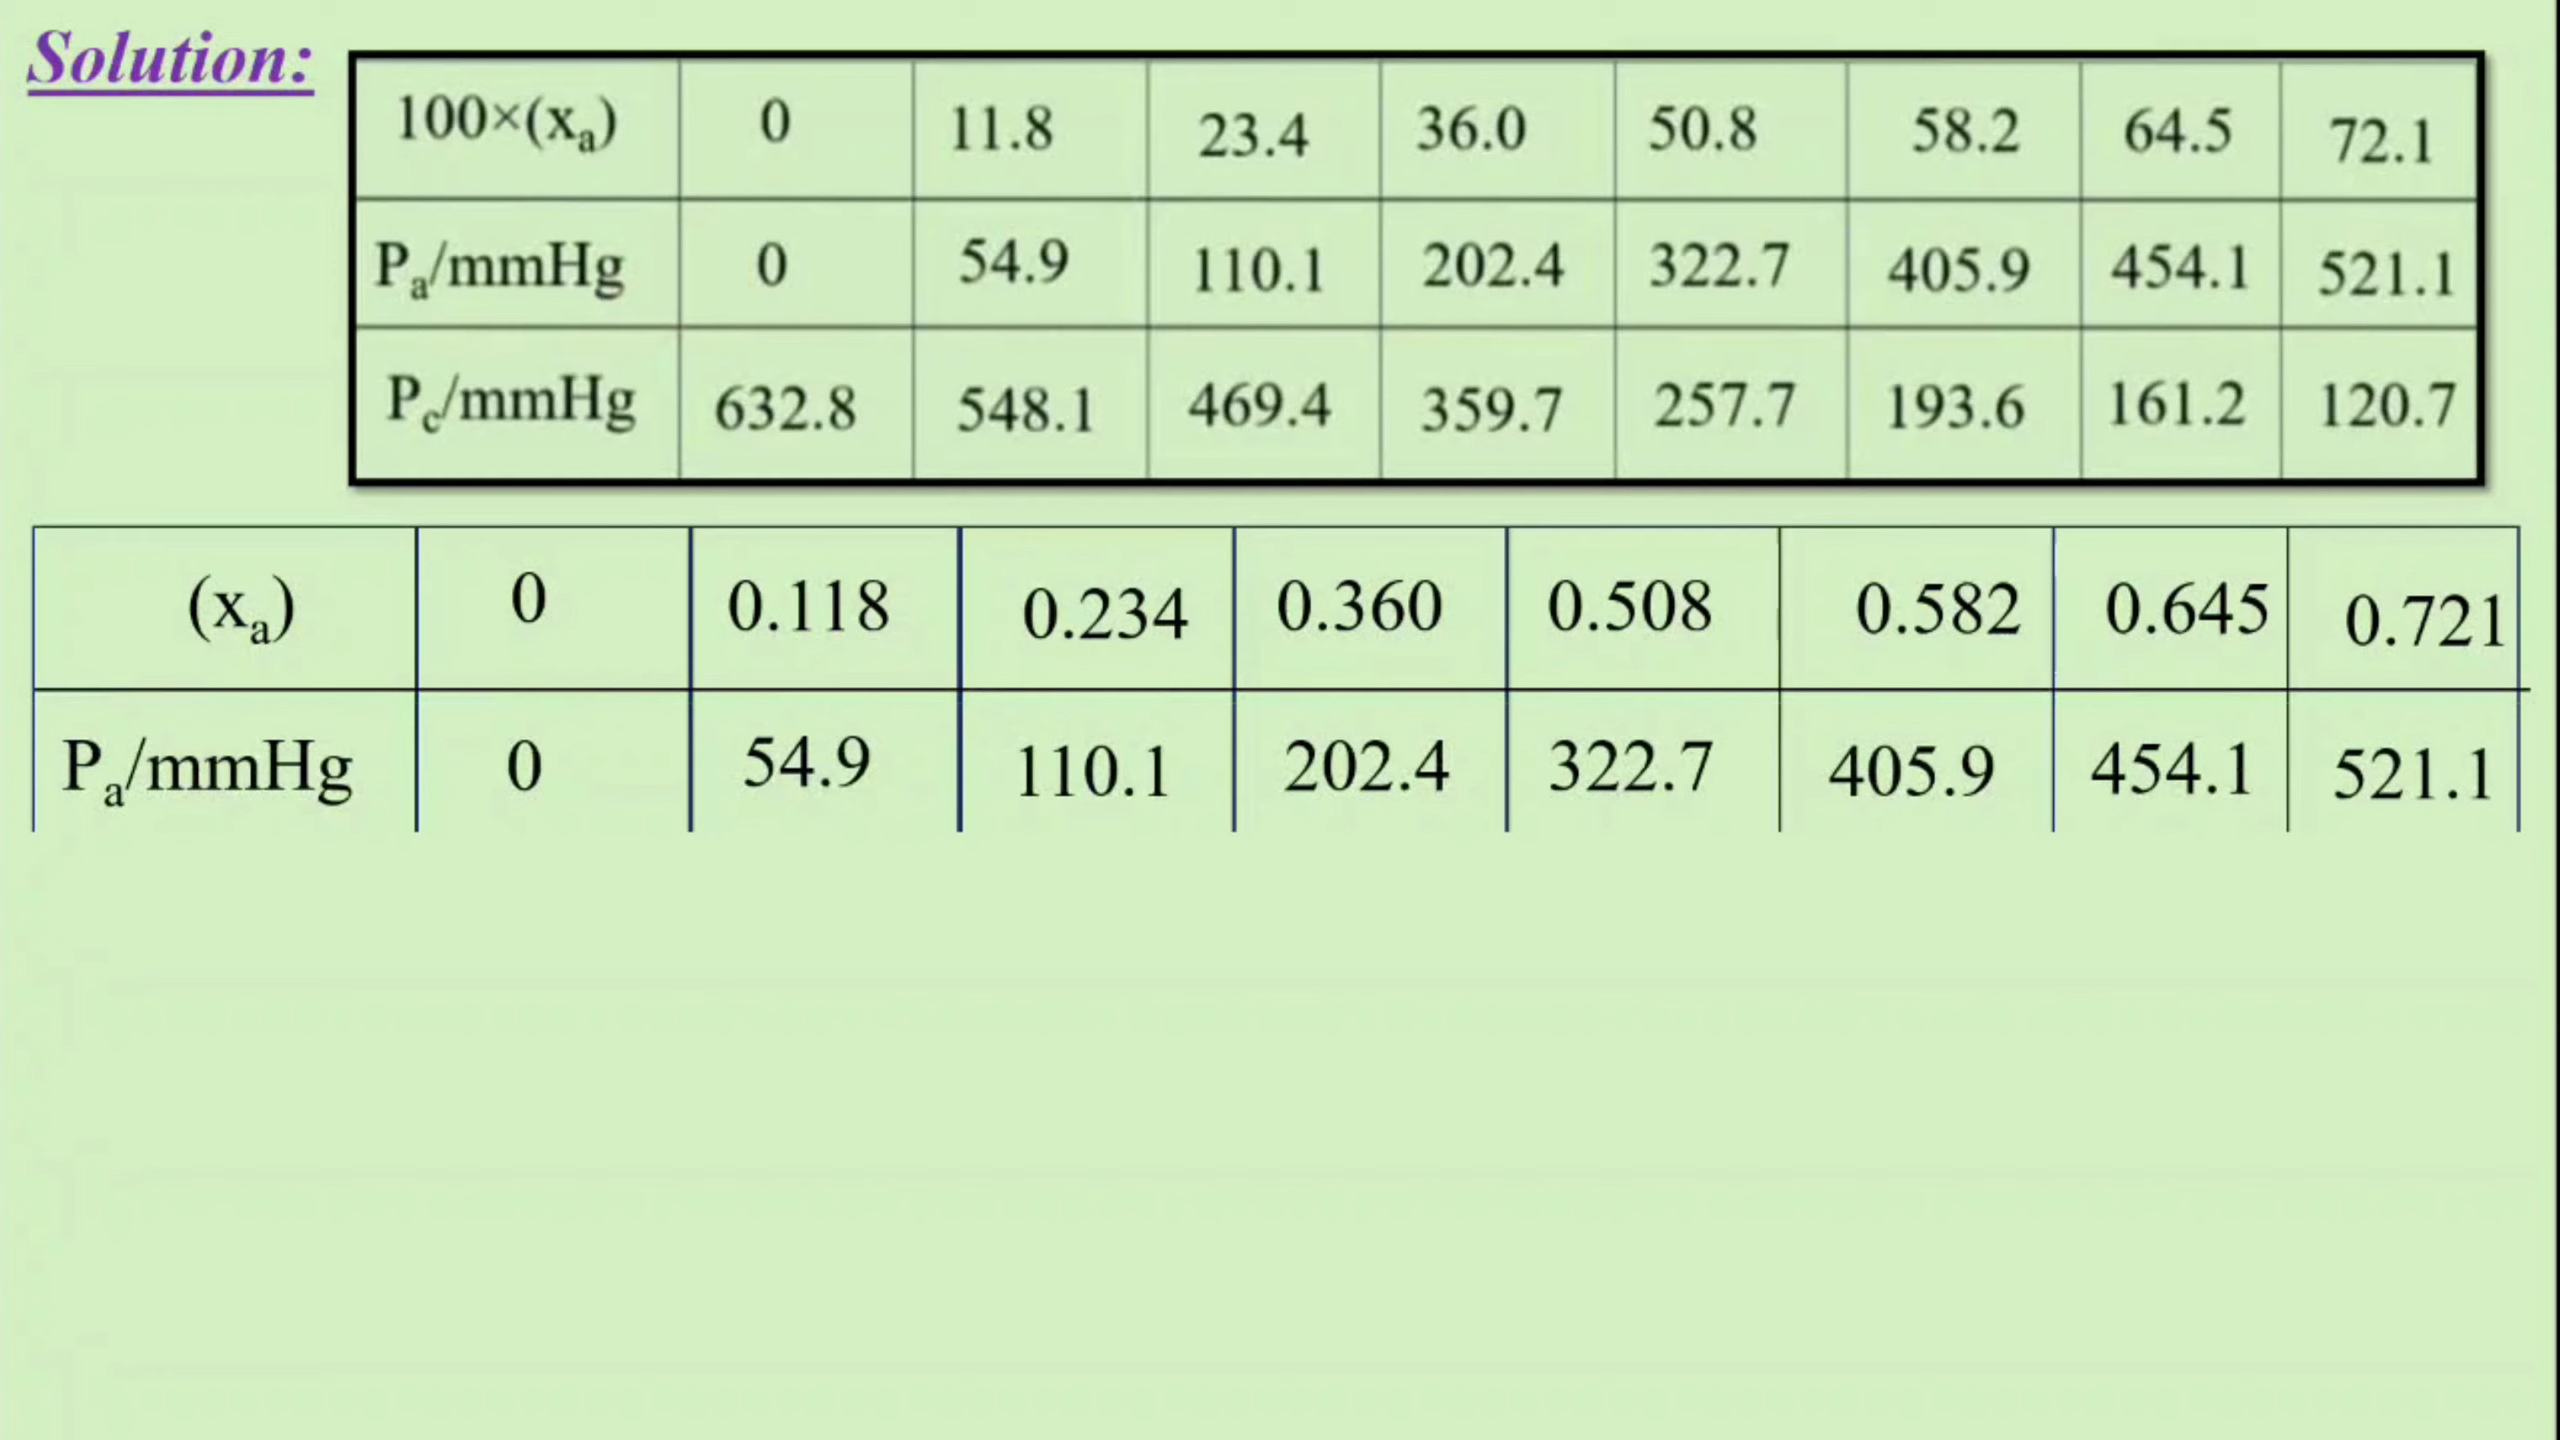 Solution:
100×(xₐ) 0 11.8 23.4 36.0 50.8 58.2 64.5 72.1
Pₐ/mmHg 0 54.9 110.1 202.4 322.7 405.9 454.1 521.1
P꜀/mmHg 632.8 548.1 469.4 359.7 257.7 193.6 161.2 120.7
(xₐ) 0 0.118 0.234 0.360 0.508 0.582 0.645 0.721
Pₐ/mmHg 0 54.9 110.1 202.4 322.7 405.9 454.1 521.1